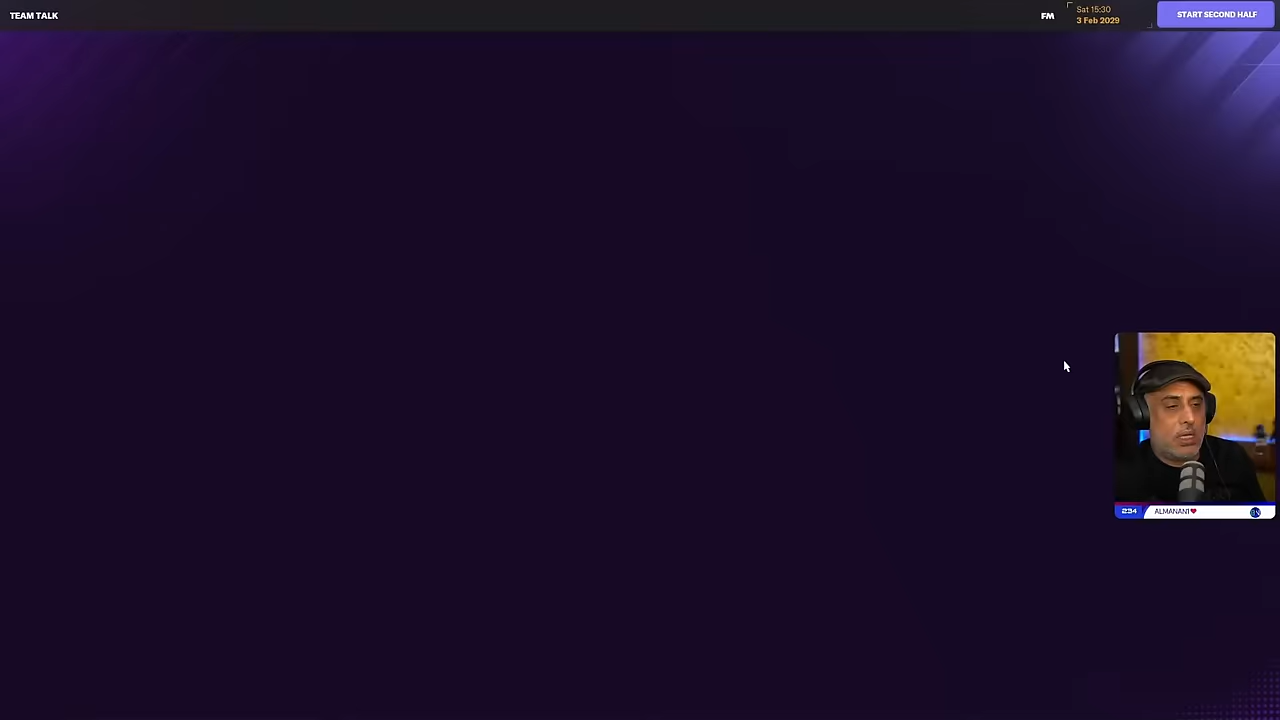 TEAM TALK
FM
Sat 15:30
3 Feb 2029
START SECOND HALF
ALMANANI❤